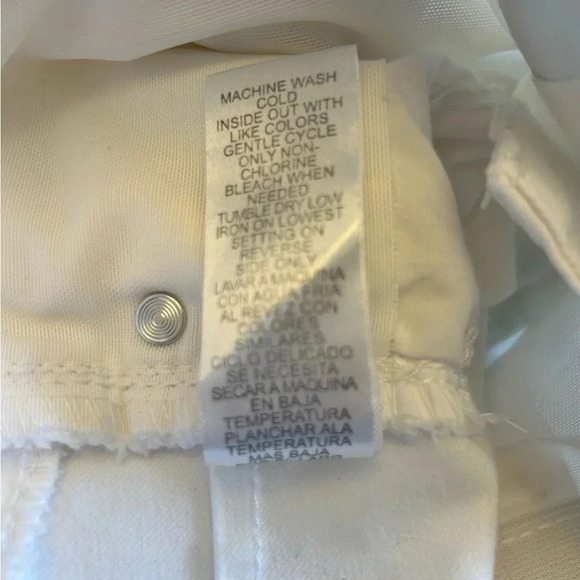 MACHINE WASH
COLD
INSIDE OUT WITH
LIKE COLORS
GENTLE CYCLE
ONLY NON-
CHLORINE
BLEACH WHEN
NEEDED
TUMBLE DRY LOW
IRON ON LOWEST
SETTING ON
REVERSE
SIDE ONLY
LAVAR A MAQUINA
CON AGUA FRIA
AL REVEZ CON
COLORES
SIMILARES
CICLO DELICADO
SE NECESITA
SECAR A MAQUINA
EN BAJA
TEMPERATURA
PLANCHAR ALA
TEMPERATURA
MAS BAJA